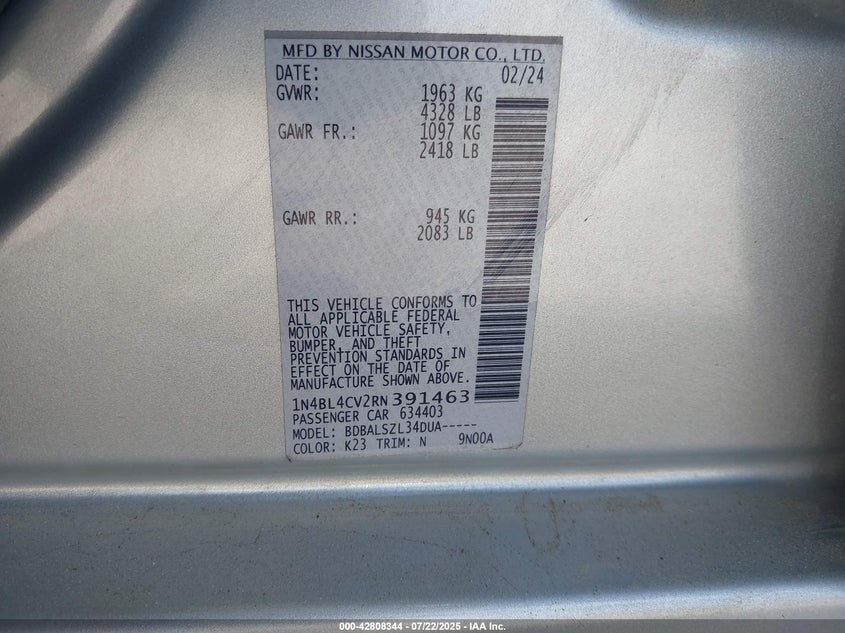 MFD BY NISSAN MOTOR CO., LTD.
DATE: 02/24
GVWR: 1963 KG
4328 LB
GAWR FR.: 1097 KG
2418 LB
GAWR RR.: 945 KG
2083 LB
THIS VEHICLE CONFORMS TO
ALL APPLICABLE FEDERAL
MOTOR VEHICLE SAFETY,
BUMPER, AND THEFT
PREVENTION STANDARDS IN
EFFECT ON THE DATE OF
MANUFACTURE SHOWN ABOVE.
1N4BL4CV2RN391463
PASSENGER CAR 634403
MODEL: BDBALSZL34DUA-----
COLOR: K23 TRIM: N 9N00A
000-42808344 | 07/22/2025 - IAA Inc.